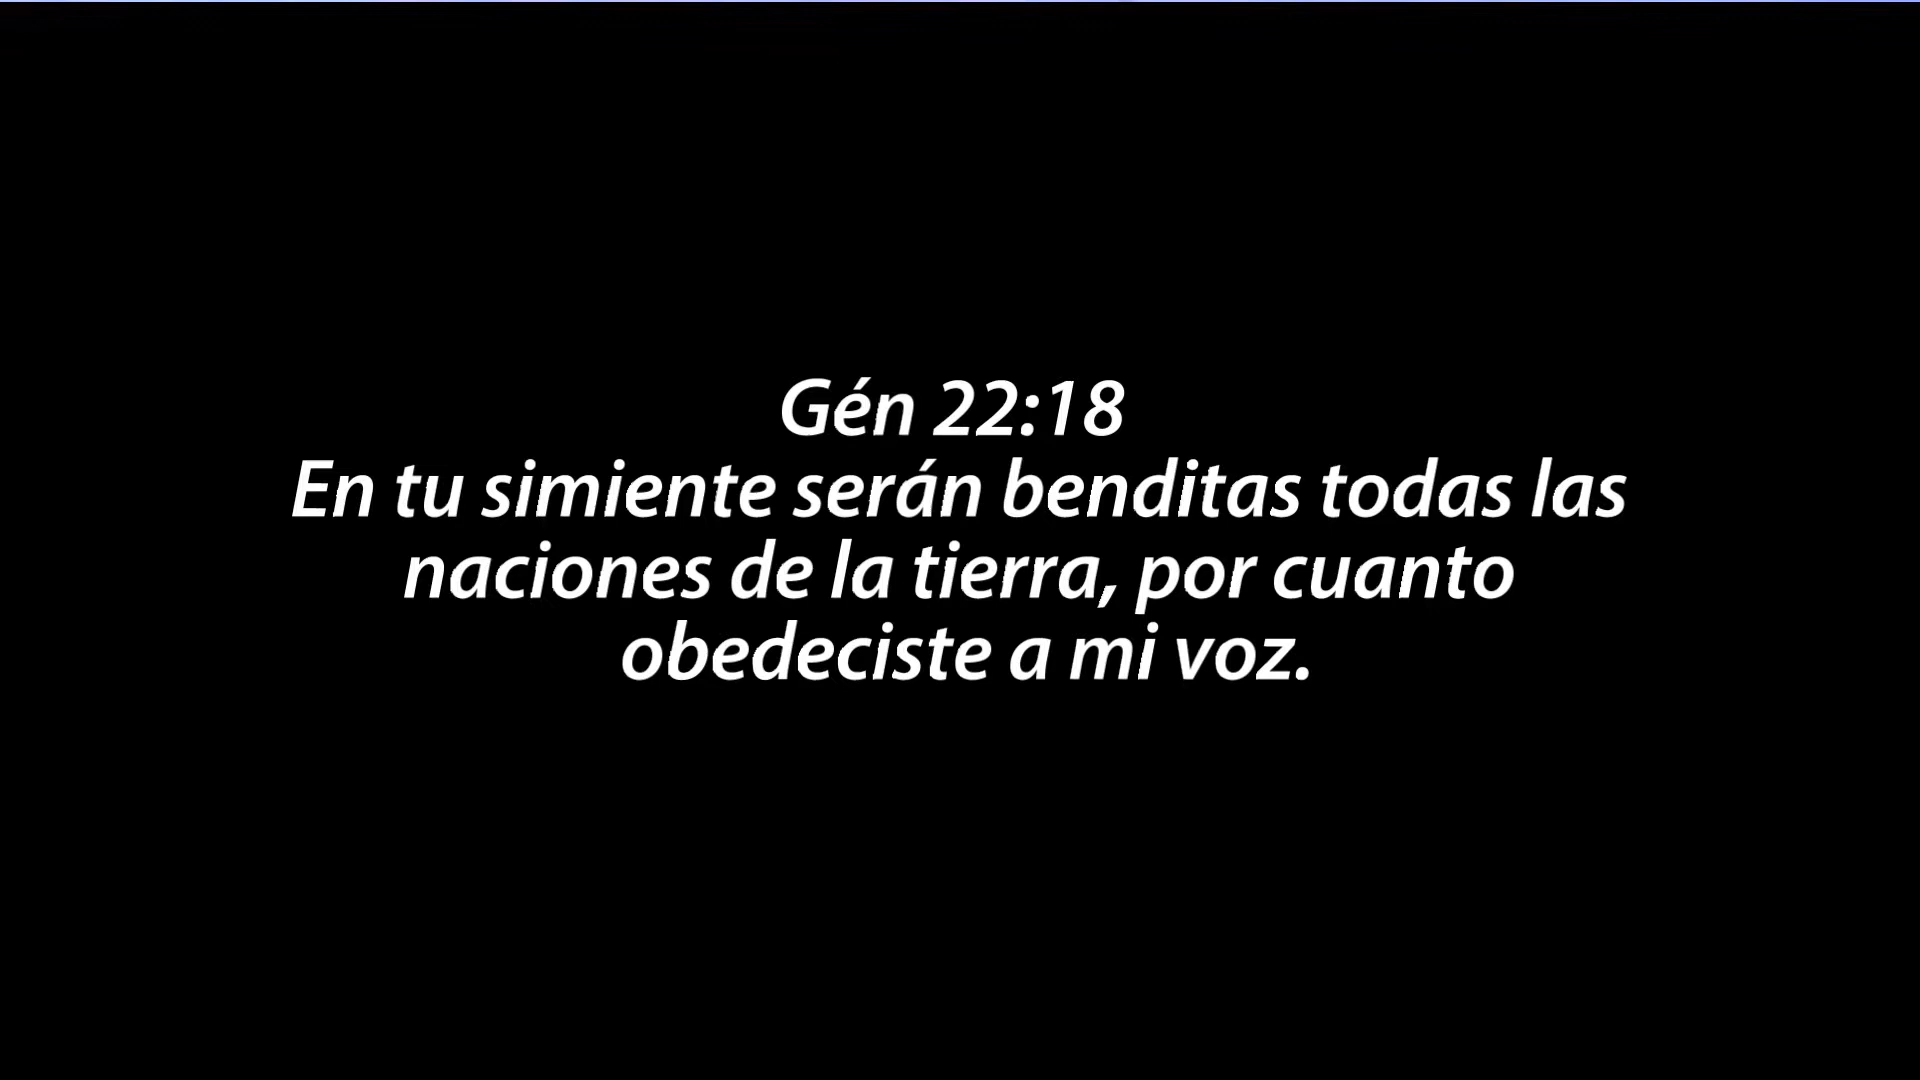 Gén 22:18
En tu simiente serán benditas todas las
naciones de la tierra, por cuanto
obedeciste a mi voz.